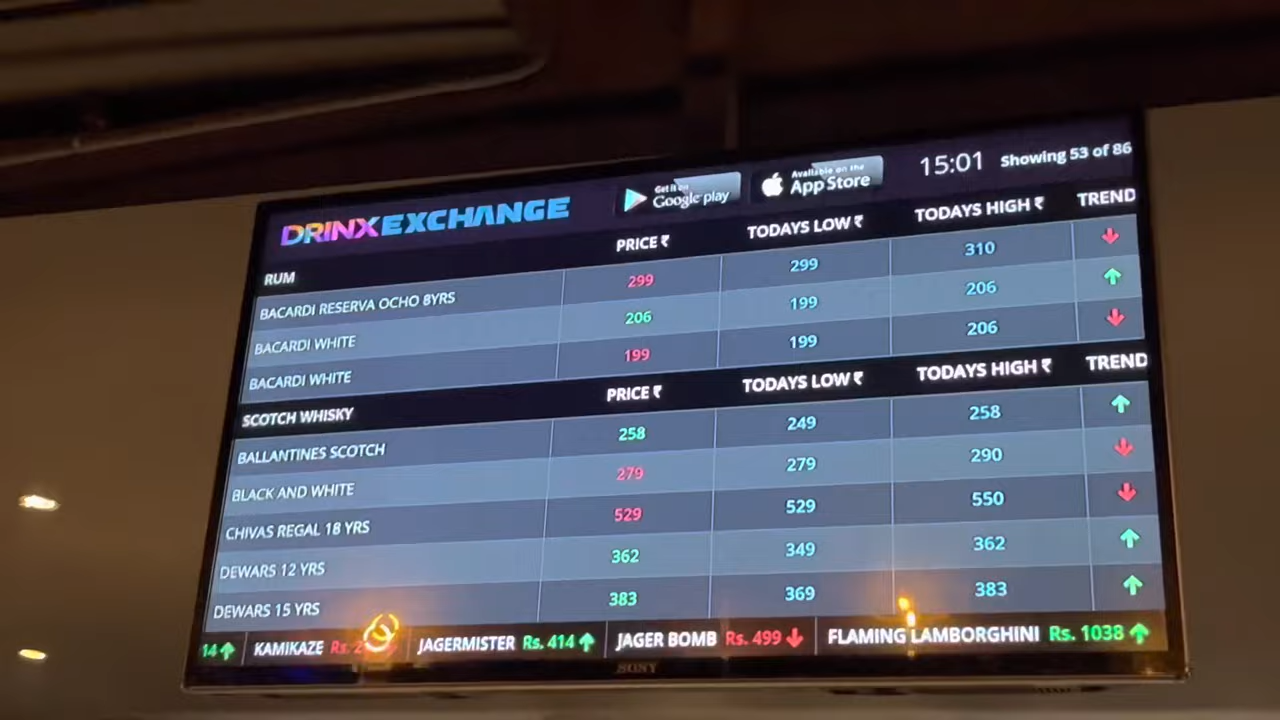 DRINXEXCHANGE Get it on Google play Available on the App Store 15:01 Showing 53 of 86
RUM PRICE ₹ TODAYS LOW ₹ TODAYS HIGH ₹ TREND
BACARDI RESERVA OCHO 8YRS 299 299 310
BACARDI WHITE 206 199 206
BACARDI WHITE 199 199 206
SCOTCH WHISKY PRICE ₹ TODAYS LOW ₹ TODAYS HIGH ₹ TREND
BALLANTINES SCOTCH 258 249 258
BLACK AND WHITE 279 279 290
CHIVAS REGAL 18 YRS 529 529 550
DEWARS 12 YRS 362 349 362
DEWARS 15 YRS 383 369 383
14 KAMIKAZE Rs. JAGERMISTER Rs. 414 JAGER BOMB Rs. 499 FLAMING LAMBORGHINI Rs. 1038
SONY